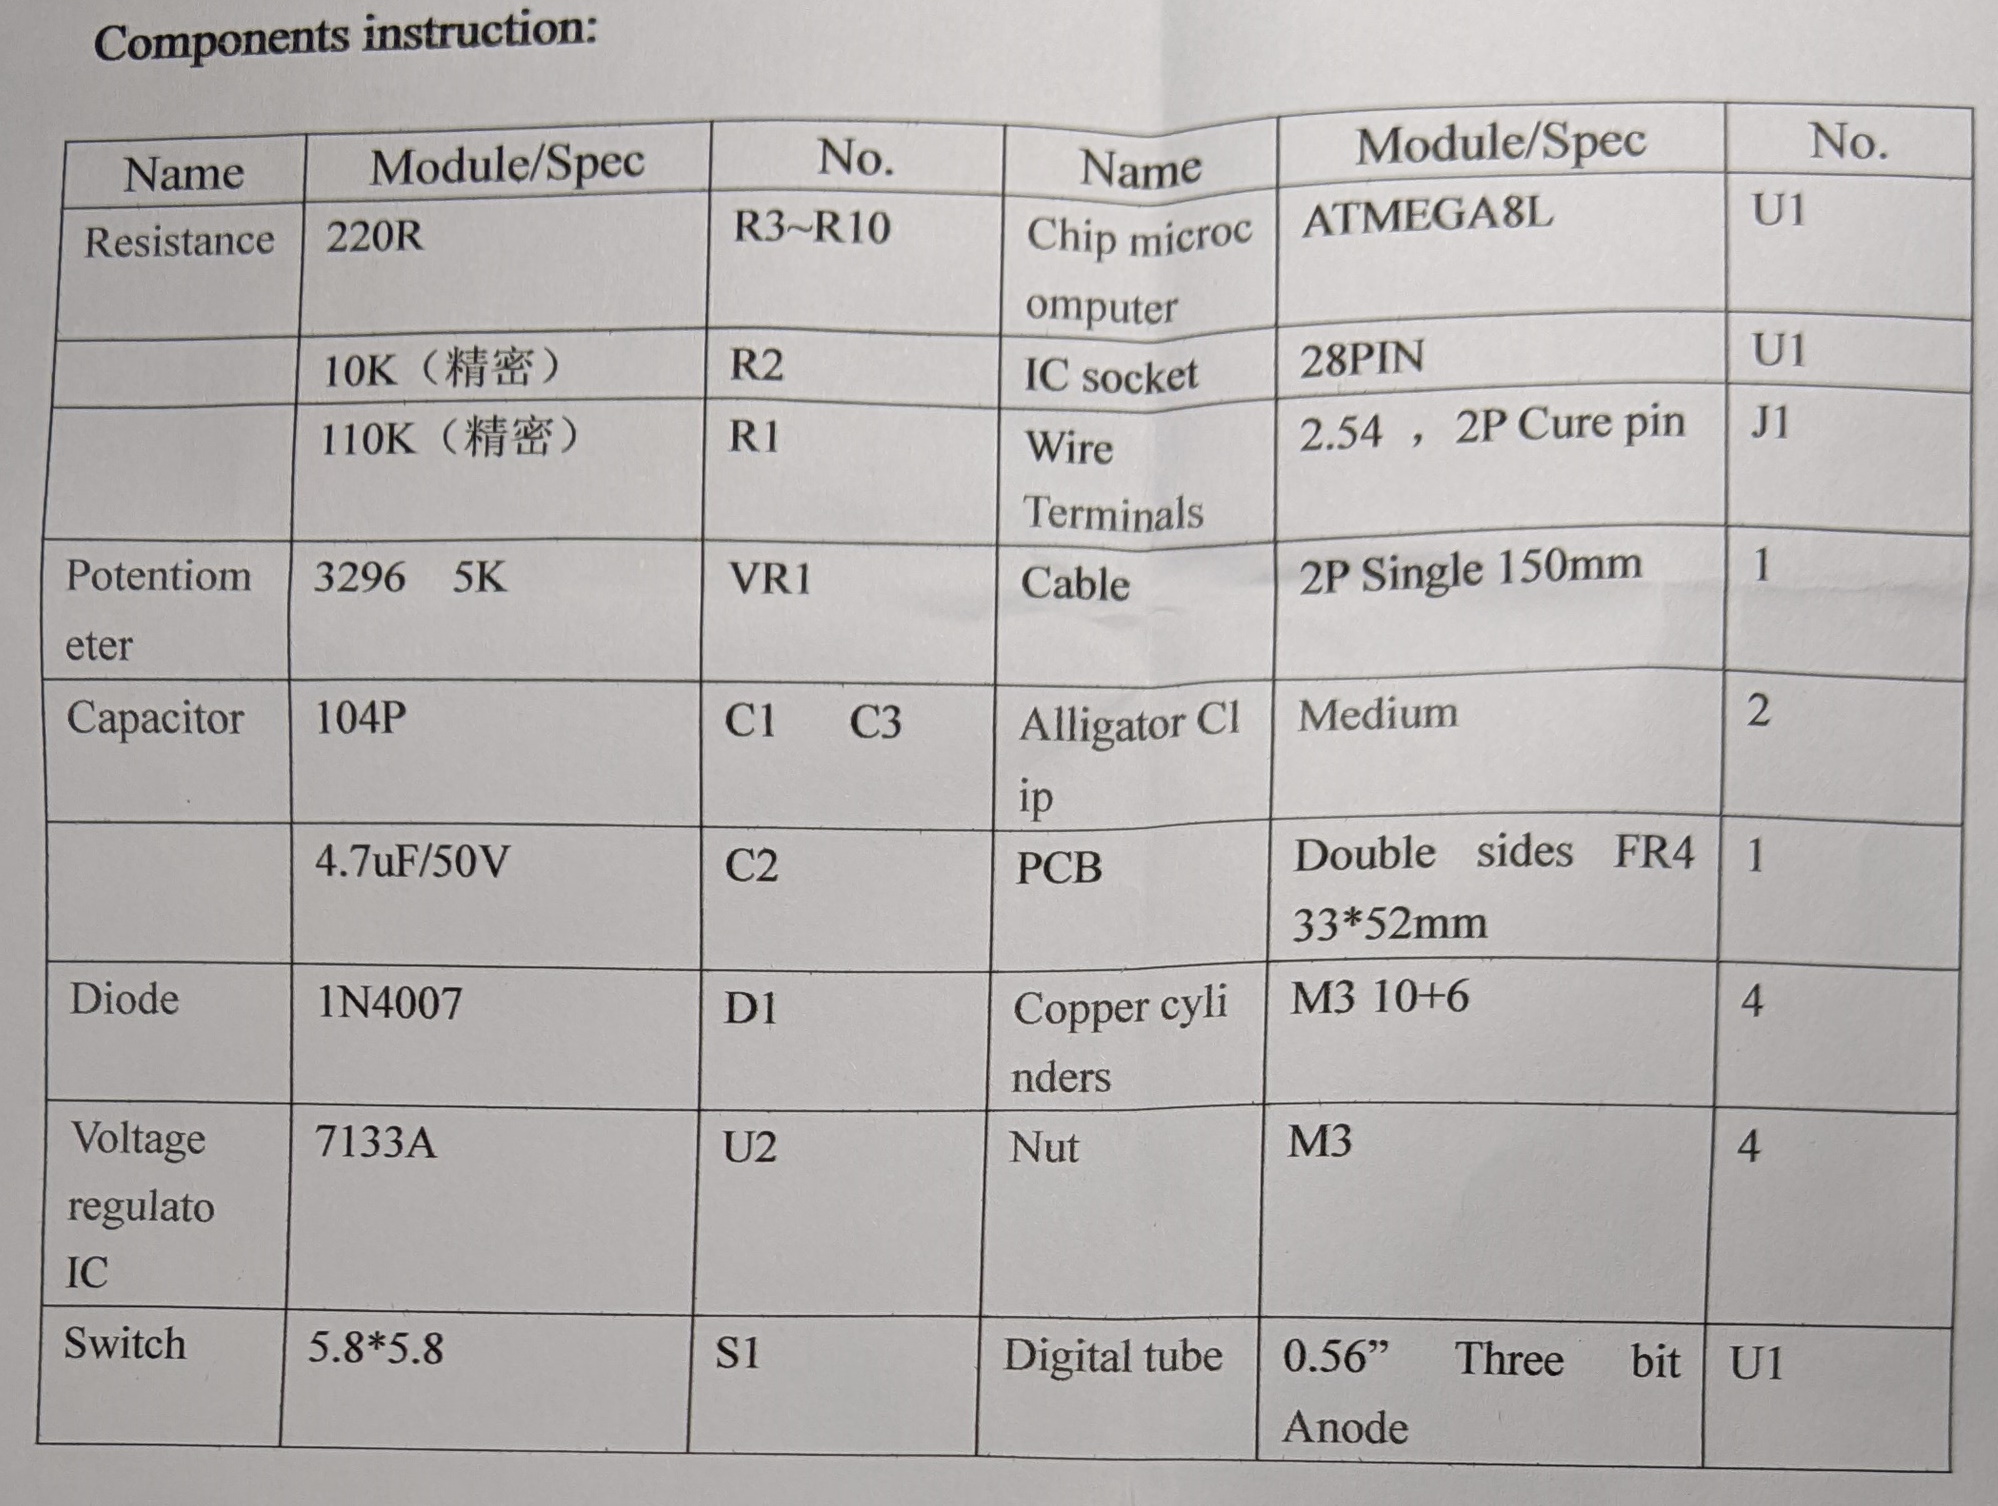 Components instruction:
Name Module/Spec No. Name Module/Spec No.
Resistance 220R R3~R10 Chip microc ATMEGA8L U1
omputer
10K（精密） R2 IC socket 28PIN U1
110K（精密） R1 Wire 2.54 ，2P Cure pin J1
Terminals
Potentiom 3296 5K VR1 Cable 2P Single 150mm 1
eter
Capacitor 104P C1 C3 Alligator Cl Medium 2
ip
4.7uF/50V C2 PCB Double sides FR4 1
33*52mm
Diode 1N4007 D1 Copper cyli M3 10+6 4
nders
Voltage 7133A U2 Nut M3 4
regulato
IC
Switch 5.8*5.8 S1 Digital tube 0.56” Three bit U1
Anode